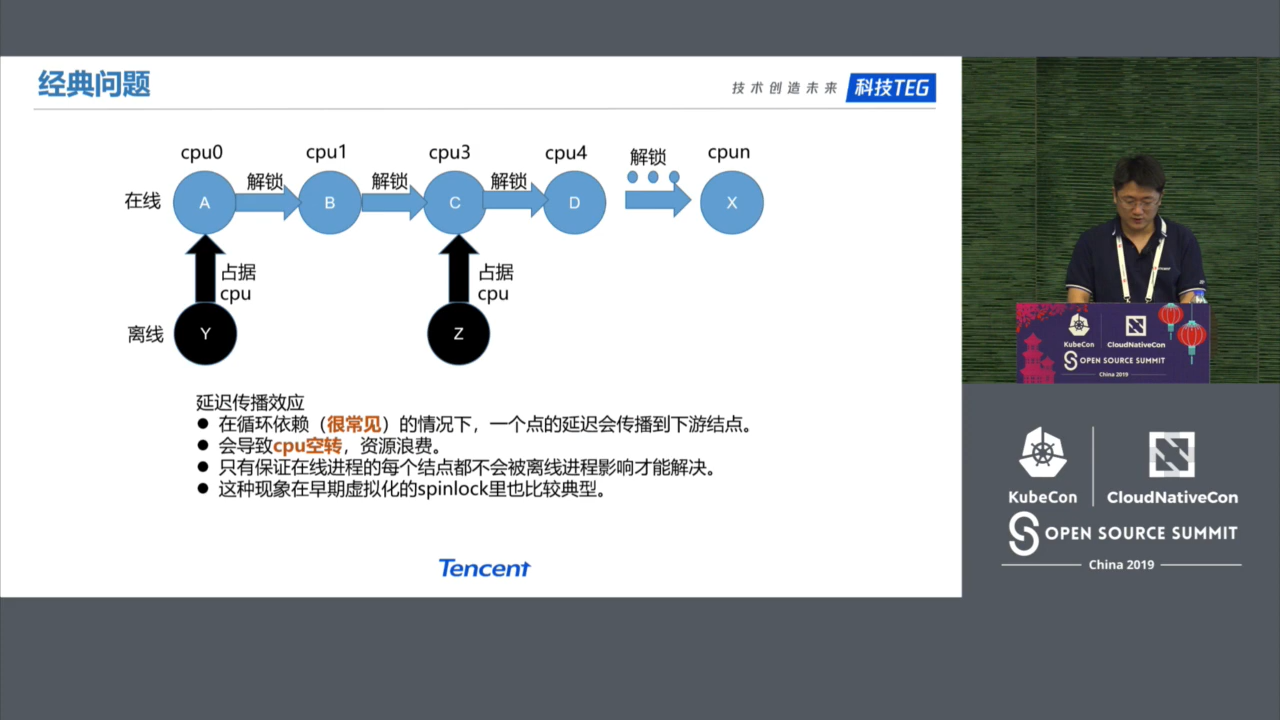 经典问题
技术创造未来 科技TEG
cpu0 cpu1 cpu3 cpu4 解锁 cpun
在线 A 解锁 B 解锁 C 解锁 D X
占据
cpu
占据
cpu
离线 Y Z
延迟传播效应
● 在循环依赖（很常见）的情况下，一个点的延迟会传播到下游结点。
● 会导致cpu空转，资源浪费。
● 只有保证在线进程的每个结点都不会被离线进程影响才能解决。
● 这种现象在早期虚拟化的spinlock里也比较典型。
Tencent
KubeCon CloudNativeCon
OPEN SOURCE SUMMIT
China 2019
KubeCon CloudNativeCon
OPEN SOURCE SUMMIT
China 2019